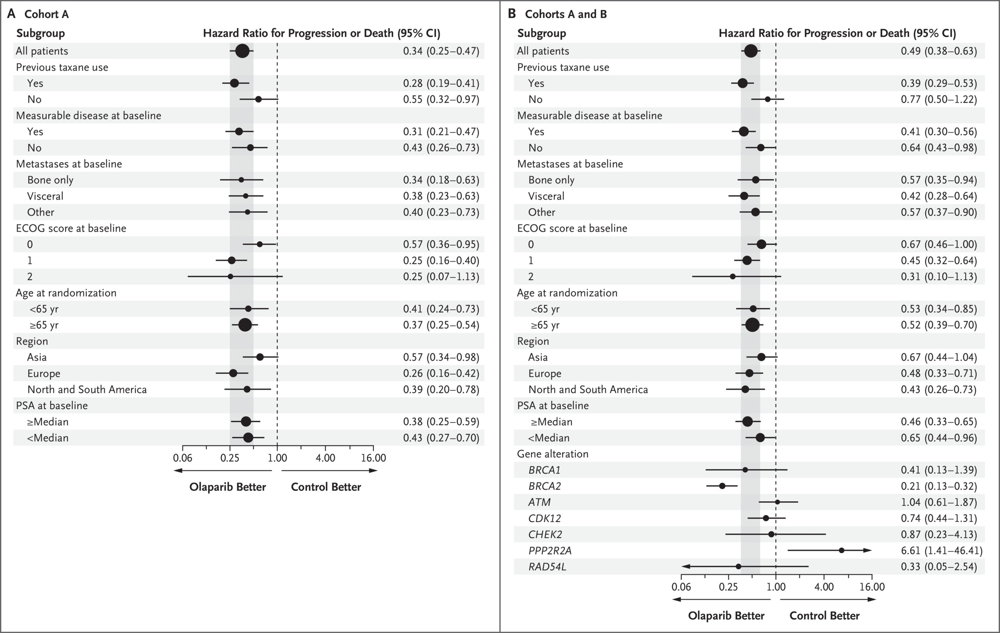 A Cohort A
Subgroup Hazard Ratio for Progression or Death (95% CI)
All patients 0.34 (0.25–0.47)
Previous taxane use
Yes 0.28 (0.19–0.41)
No 0.55 (0.32–0.97)
Measurable disease at baseline
Yes 0.31 (0.21–0.47)
No 0.43 (0.26–0.73)
Metastases at baseline
Bone only 0.34 (0.18–0.63)
Visceral 0.38 (0.23–0.63)
Other 0.40 (0.23–0.73)
ECOG score at baseline
0 0.57 (0.36–0.95)
1 0.25 (0.16–0.40)
2 0.25 (0.07–1.13)
Age at randomization
<65 yr 0.41 (0.24–0.73)
≥65 yr 0.37 (0.25–0.54)
Region
Asia 0.57 (0.34–0.98)
Europe 0.26 (0.16–0.42)
North and South America 0.39 (0.20–0.78)
PSA at baseline
≥Median 0.38 (0.25–0.59)
<Median 0.43 (0.27–0.70)
0.06 0.25 1.00 4.00 16.00
Olaparib Better Control Better
B Cohorts A and B
Subgroup Hazard Ratio for Progression or Death (95% CI)
All patients 0.49 (0.38–0.63)
Previous taxane use
Yes 0.39 (0.29–0.53)
No 0.77 (0.50–1.22)
Measurable disease at baseline
Yes 0.41 (0.30–0.56)
No 0.64 (0.43–0.98)
Metastases at baseline
Bone only 0.57 (0.35–0.94)
Visceral 0.42 (0.28–0.64)
Other 0.57 (0.37–0.90)
ECOG score at baseline
0 0.67 (0.46–1.00)
1 0.45 (0.32–0.64)
2 0.31 (0.10–1.13)
Age at randomization
<65 yr 0.53 (0.34–0.85)
≥65 yr 0.52 (0.39–0.70)
Region
Asia 0.67 (0.44–1.04)
Europe 0.48 (0.33–0.71)
North and South America 0.43 (0.26–0.73)
PSA at baseline
≥Median 0.46 (0.33–0.65)
<Median 0.65 (0.44–0.96)
Gene alteration
BRCA1 0.41 (0.13–1.39)
BRCA2 0.21 (0.13–0.32)
ATM 1.04 (0.61–1.87)
CDK12 0.74 (0.44–1.31)
CHEK2 0.87 (0.23–4.13)
PPP2R2A 6.61 (1.41–46.41)
RAD54L 0.33 (0.05–2.54)
0.06 0.25 1.00 4.00 16.00
Olaparib Better Control Better